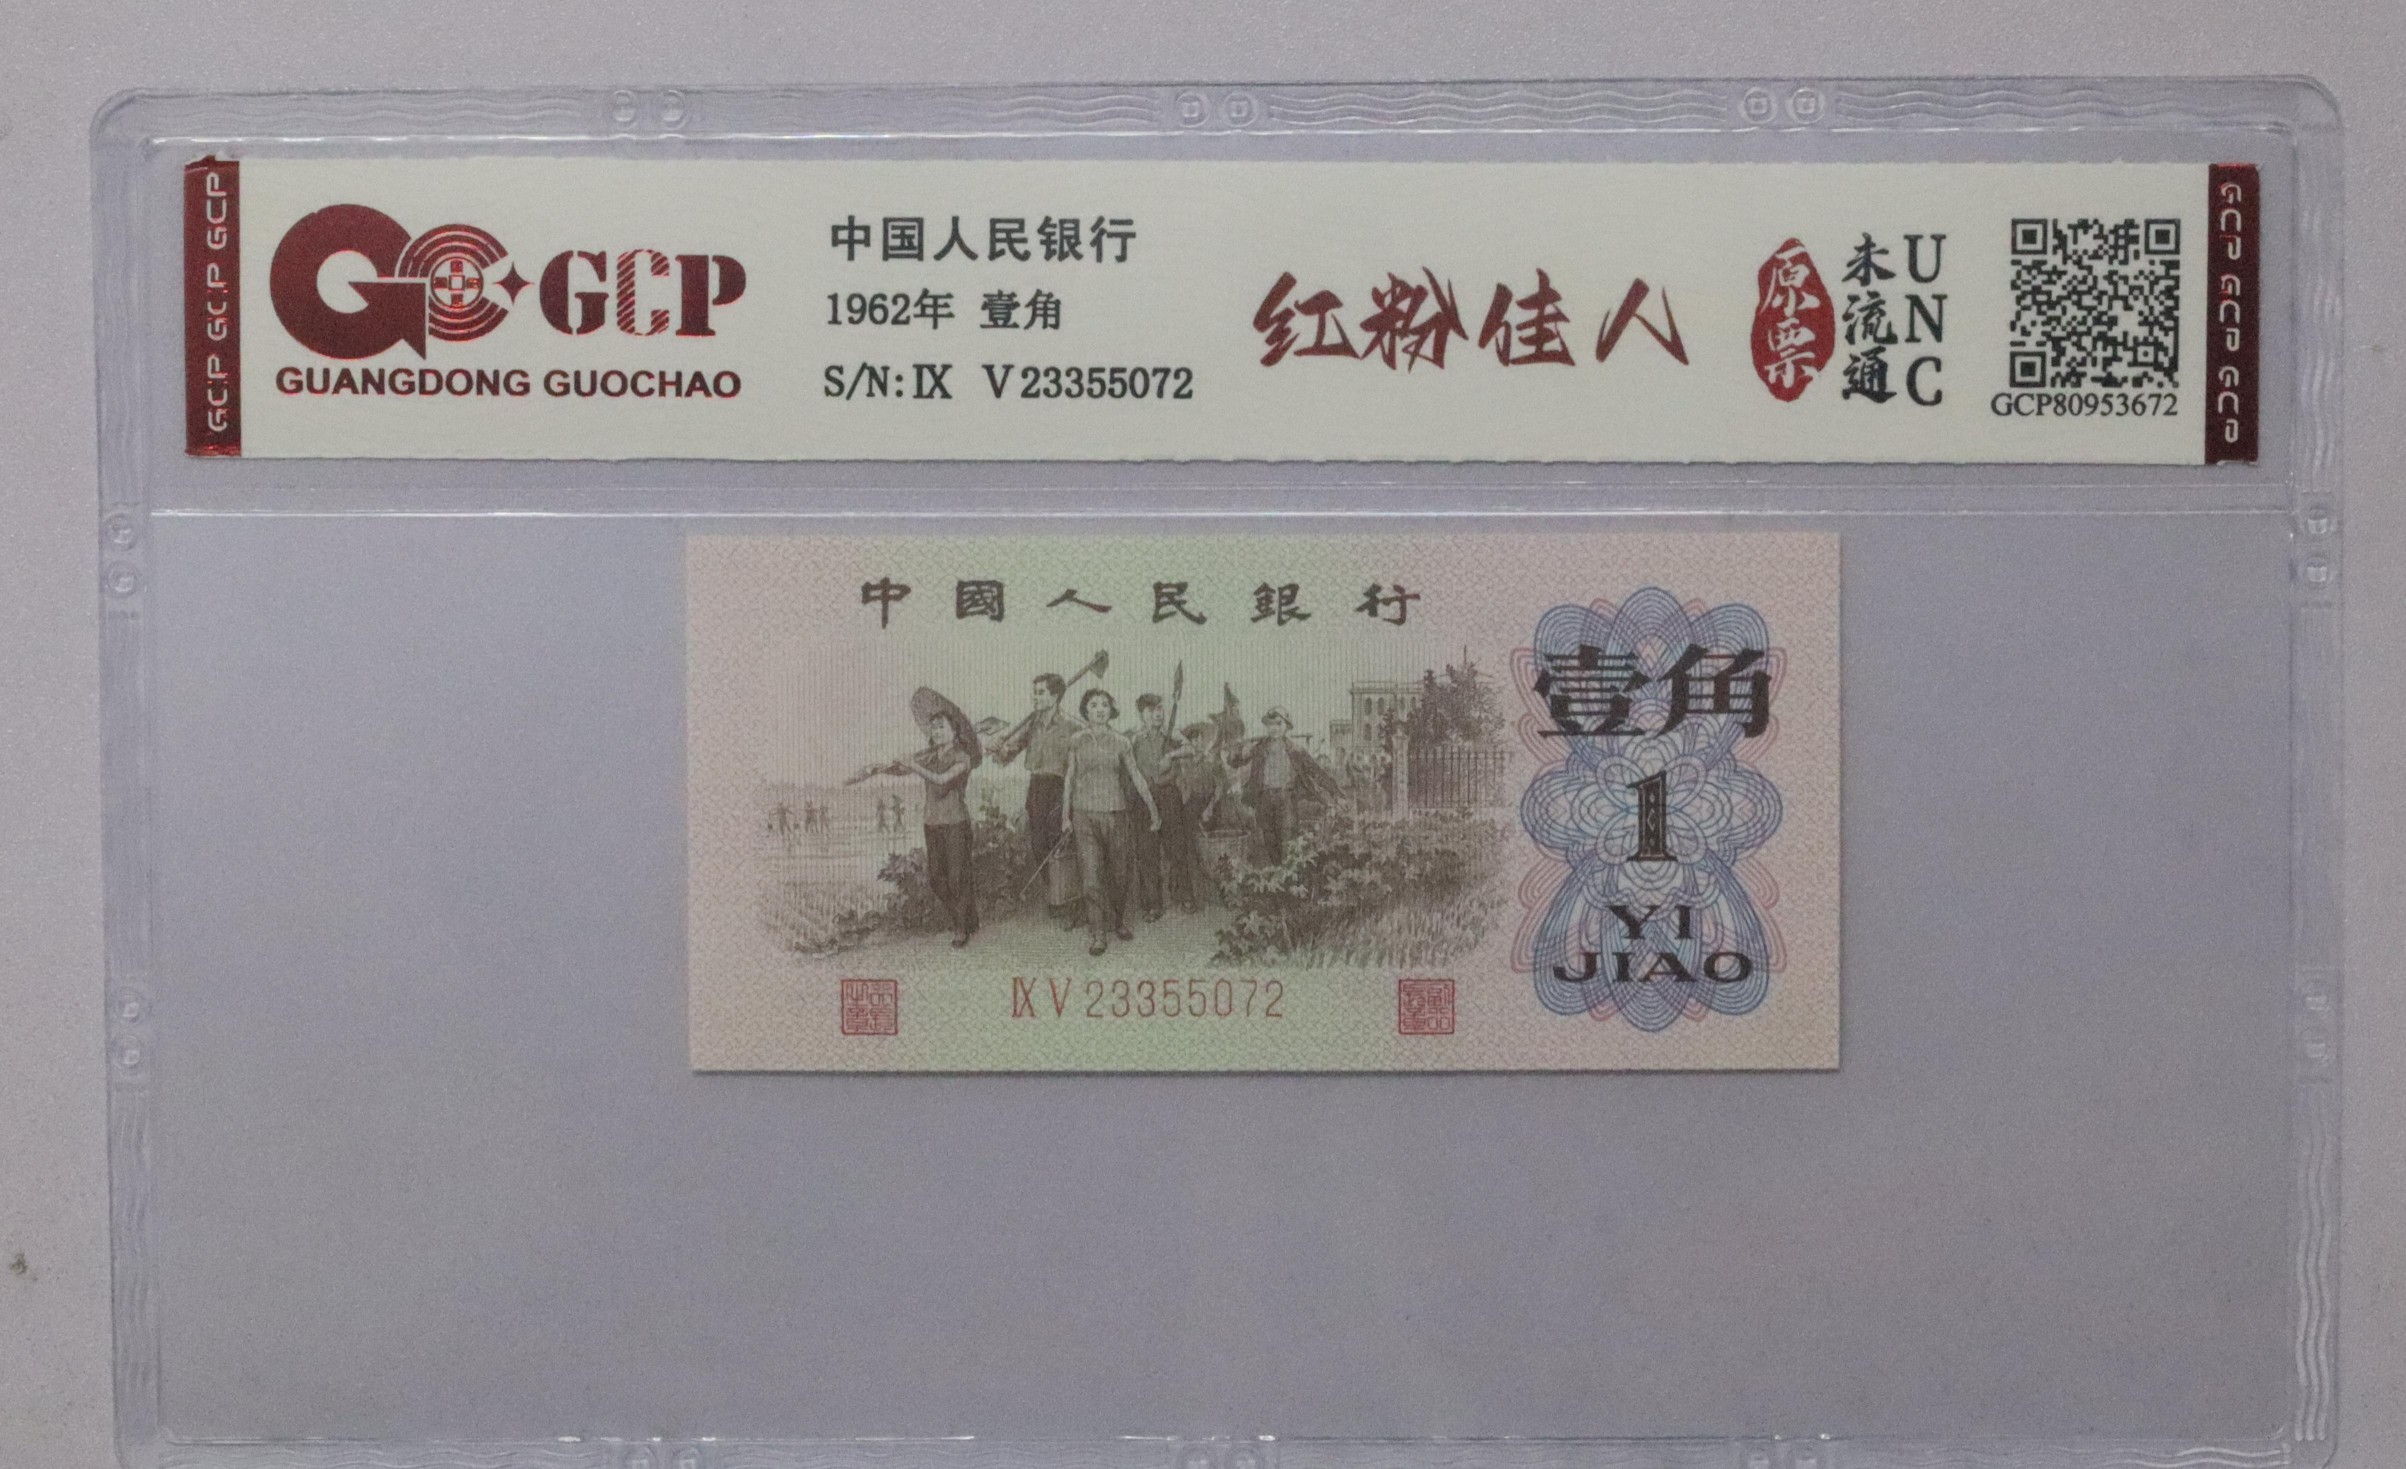 GCP GCP GCP
GCP
GUANGDONG GUOCHAO
中国人民银行
1962年 壹角
S/N: Ⅸ Ⅴ 23355072
红粉佳人
原票
未流通
UNC
GCP80953672
GCP GCP GCP
中國人民銀行
壹角
1
YI
JIAO
Ⅸ Ⅴ 23355072